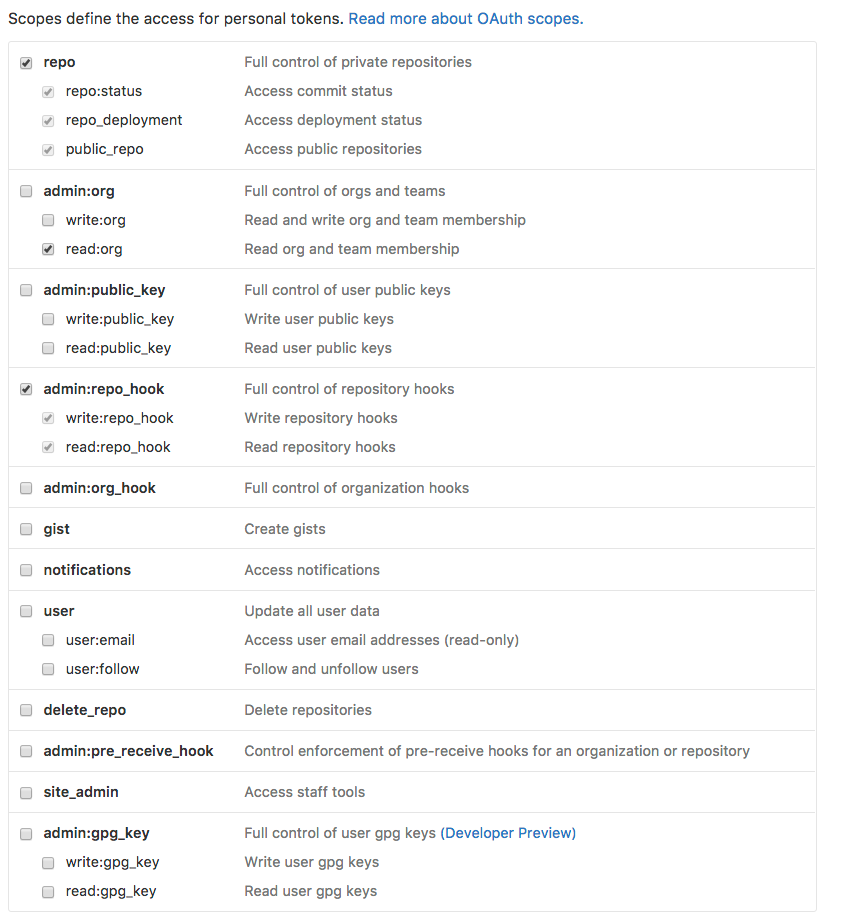 Scopes define the access for personal tokens. Read more about OAuth scopes.
repo Full control of private repositories
repo:status Access commit status
repo_deployment Access deployment status
public_repo Access public repositories
admin:org Full control of orgs and teams
write:org Read and write org and team membership
read:org Read org and team membership
admin:public_key Full control of user public keys
write:public_key Write user public keys
read:public_key Read user public keys
admin:repo_hook Full control of repository hooks
write:repo_hook Write repository hooks
read:repo_hook Read repository hooks
admin:org_hook Full control of organization hooks
gist Create gists
notifications Access notifications
user Update all user data
user:email Access user email addresses (read-only)
user:follow Follow and unfollow users
delete_repo Delete repositories
admin:pre_receive_hook Control enforcement of pre-receive hooks for an organization or repository
site_admin Access staff tools
admin:gpg_key Full control of user gpg keys (Developer Preview)
write:gpg_key Write user gpg keys
read:gpg_key Read user gpg keys